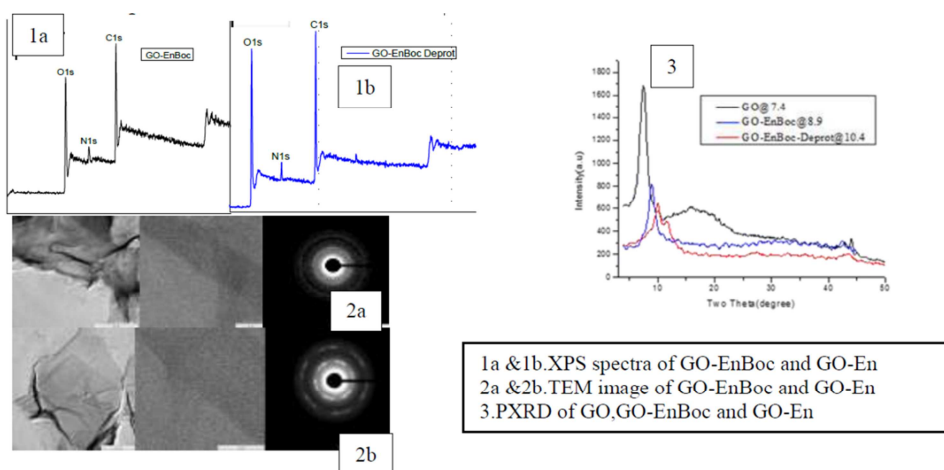 1a
C1s
GO-EnBoc
O1s
N1s
C1s
O1s
GO-EnBoc Deprot
1b
N1s
2a
2b
3
1800
1600
1400
1200
1000
800
600
400
200
0
GO@7.4
GO-EnBoc@8.9
GO-EnBoc-Deprot@10.4
Intensity(a.u)
10
20
30
40
50
Two Theta(degree)
1a &1b.XPS spectra of GO-EnBoc and GO-En
2a &2b.TEM image of GO-EnBoc and GO-En
3.PXRD of GO,GO-EnBoc and GO-En